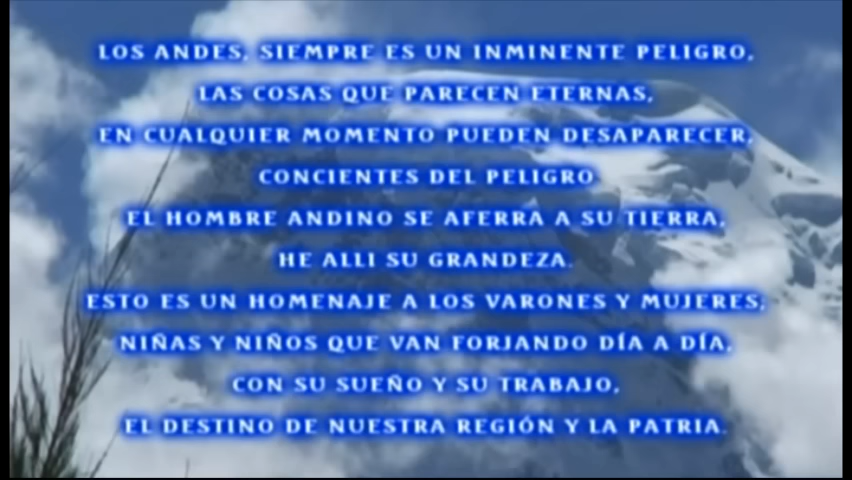 LOS ANDES, SIEMPRE ES UN INMINENTE PELIGRO,
LAS COSAS QUE PARECEN ETERNAS,
EN CUALQUIER MOMENTO PUEDEN DESAPARECER,
CONCIENTES DEL PELIGRO
EL HOMBRE ANDINO SE AFERRA A SU TIERRA,
HE ALLI SU GRANDEZA.
ESTO ES UN HOMENAJE A LOS VARONES Y MUJERES,
NIÑAS Y NIÑOS QUE VAN FORJANDO DÍA A DÍA,
CON SU SUEÑO Y SU TRABAJO,
EL DESTINO DE NUESTRA REGIÓN Y LA PATRIA.